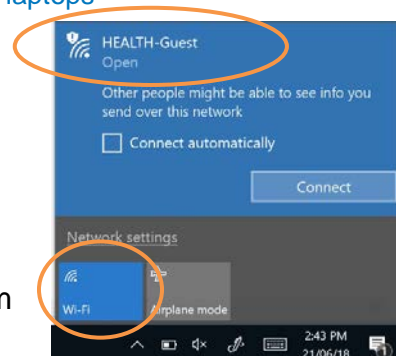 laptops
HEALTH-Guest
Open
Other people might be able to see info you
send over this network
Connect automatically
Connect
Network settings
Wi-Fi
Airplane mode
2:43 PM
21/06/18